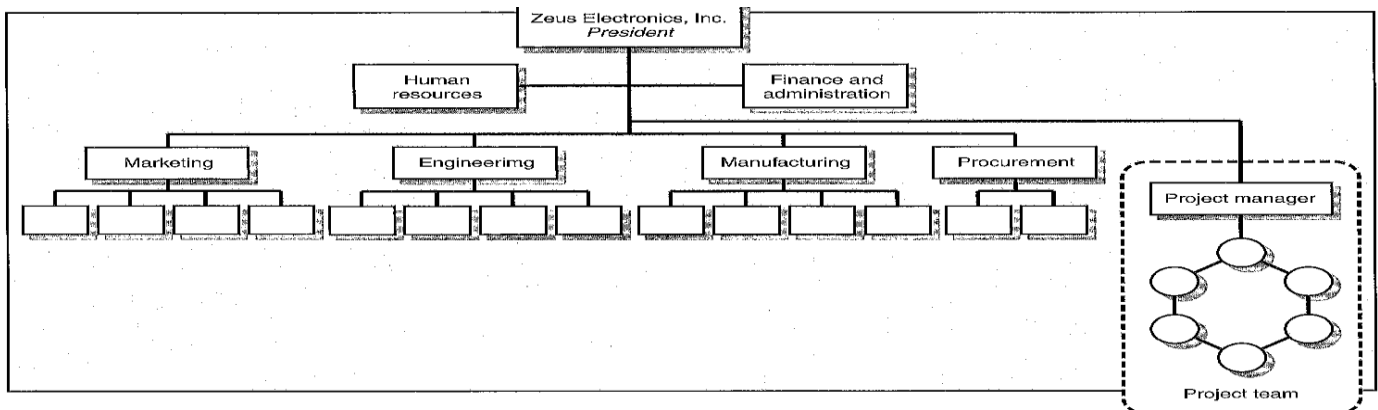 Zeus Electronics, Inc.
President
Human
resources
Finance and
administration
Marketing
Engineerimg
Manufacturing
Procurement
Project manager
Project team